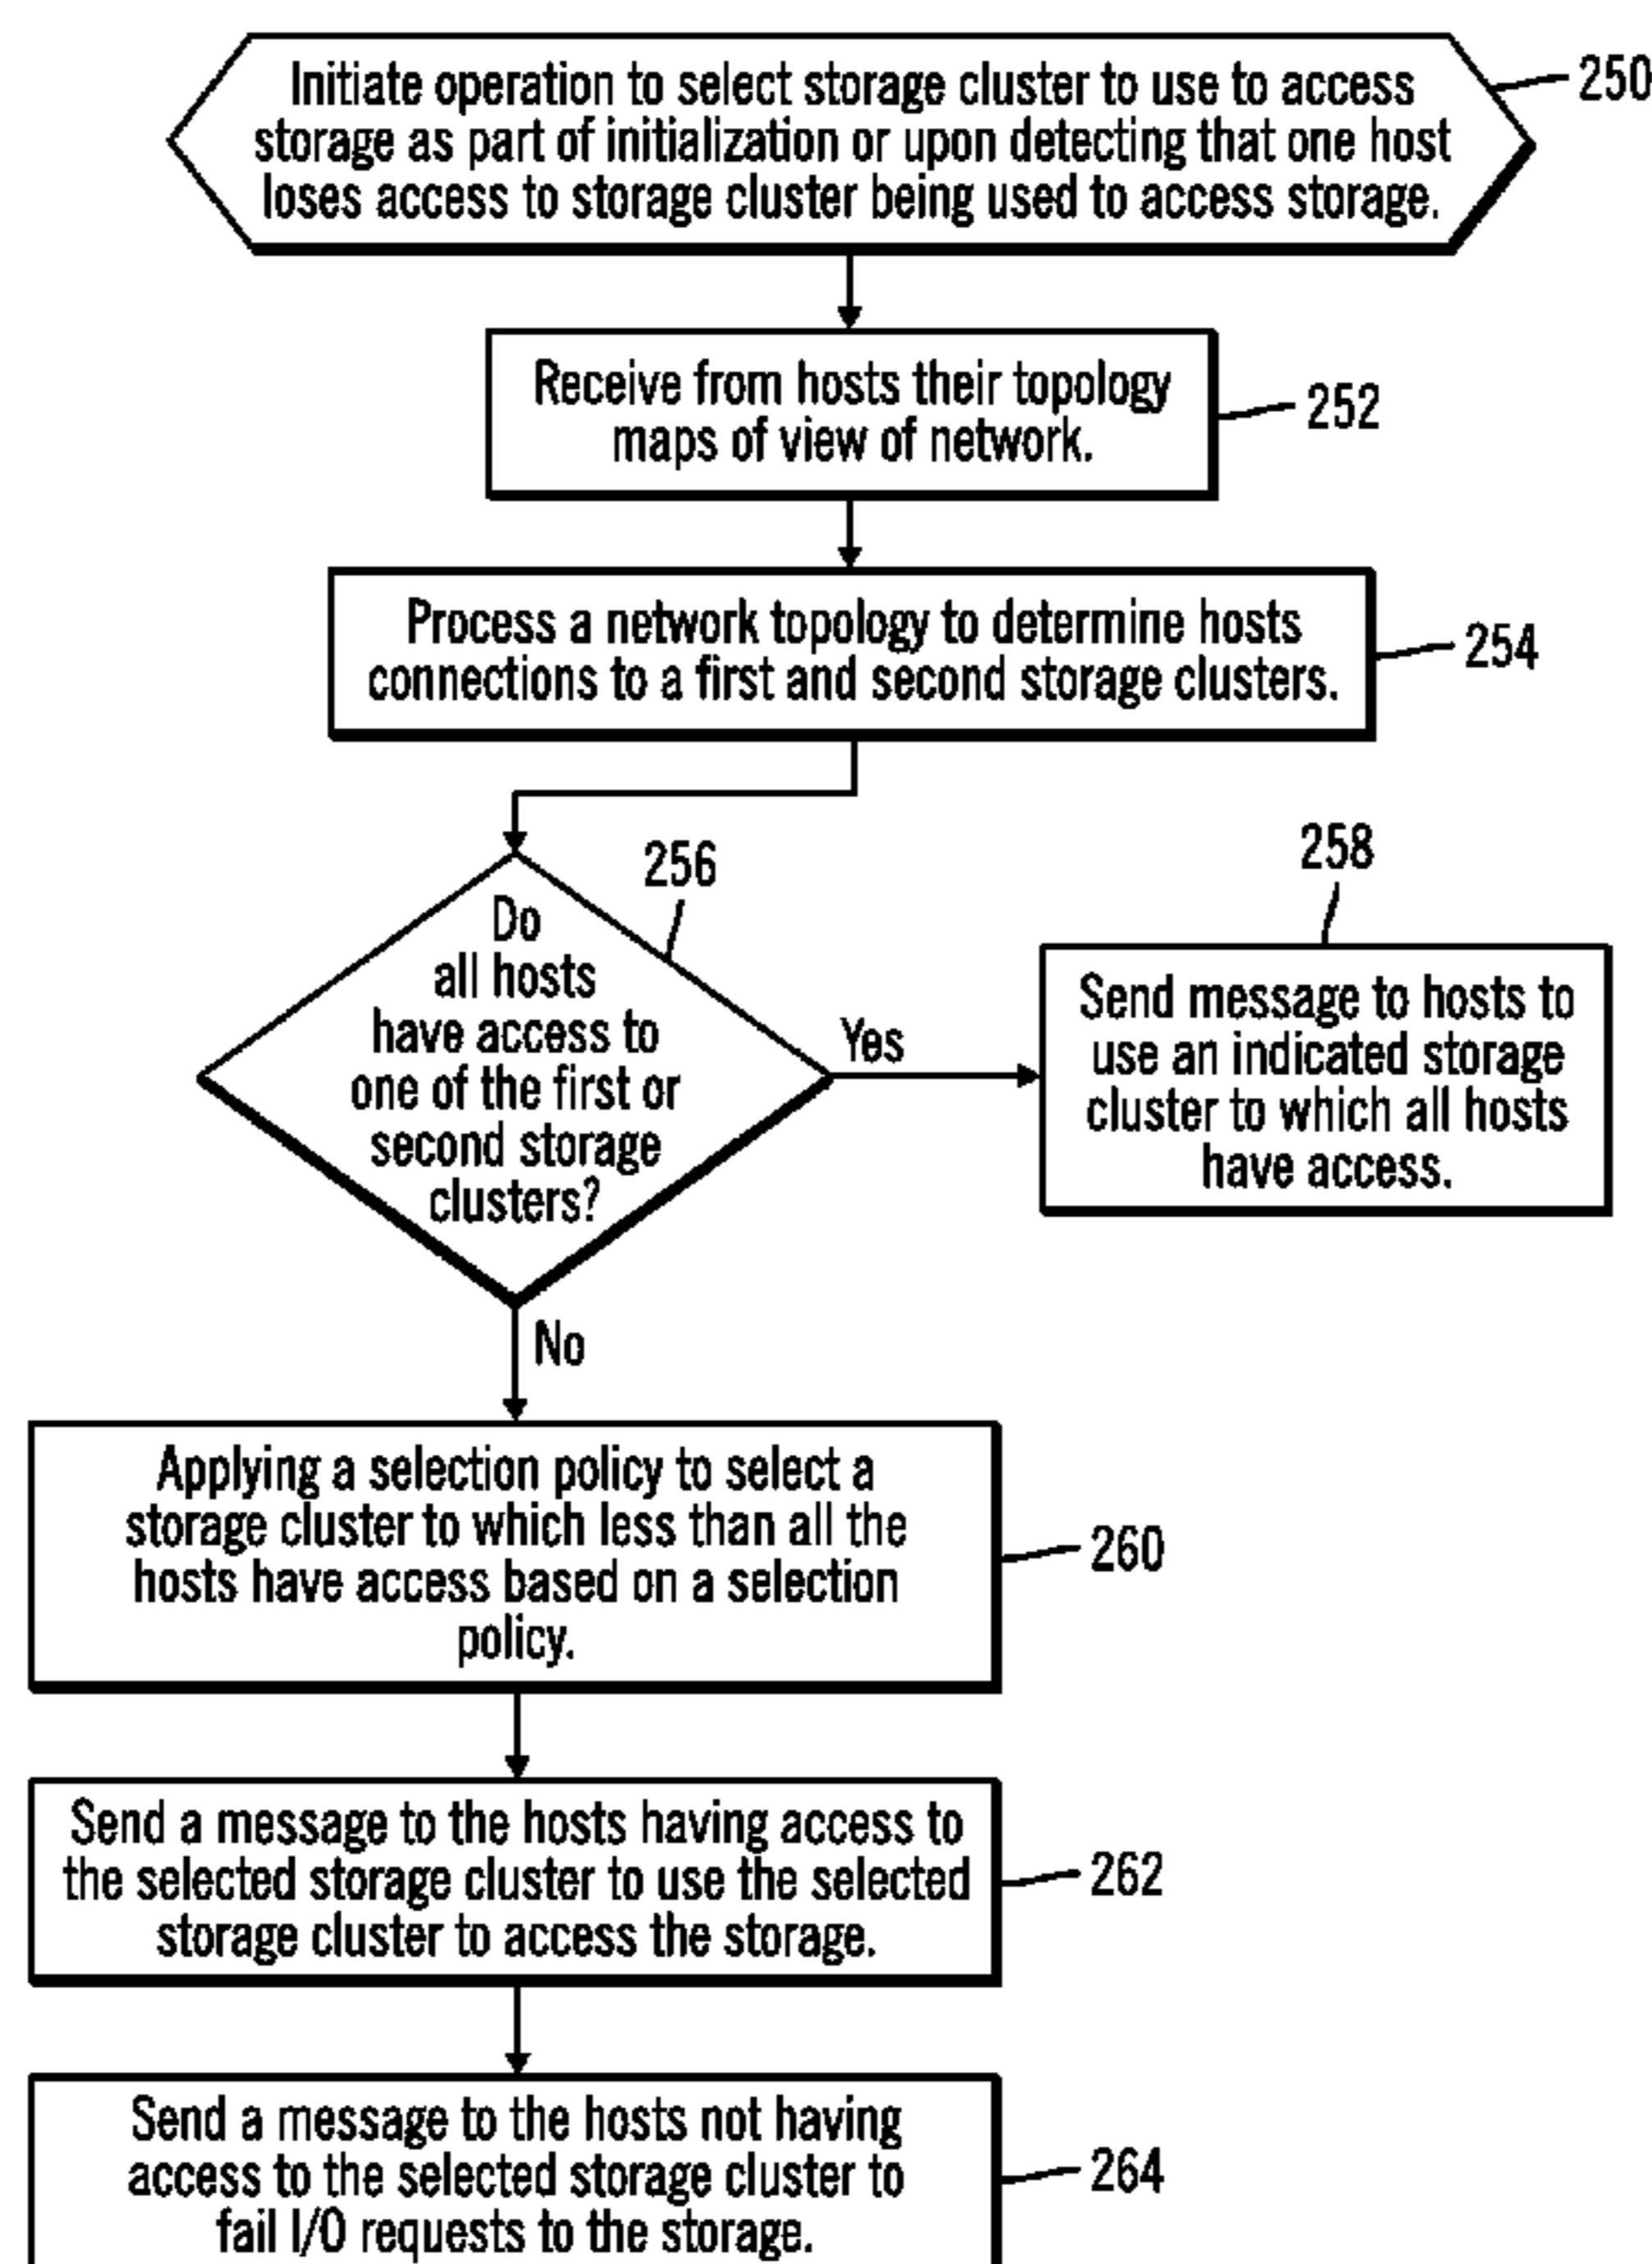 Initiate operation to select storage cluster to use to access
storage as part of initialization or upon detecting that one host
loses access to storage cluster being used to access storage.
250
Receive from hosts their topology
maps of view of network.
252
Process a network topology to determine hosts
connections to a first and second storage clusters.
254
256
Do
all hosts
have access to
one of the first or
second storage
clusters?
Yes
258
Send message to hosts to
use an indicated storage
cluster to which all hosts
have access.
No
Applying a selection policy to select a
storage cluster to which less than all the
hosts have access based on a selection
policy.
260
Send a message to the hosts having access to
the selected storage cluster to use the selected
storage cluster to access the storage.
262
Send a message to the hosts not having
access to the selected storage cluster to
fail I/O requests to the storage.
264